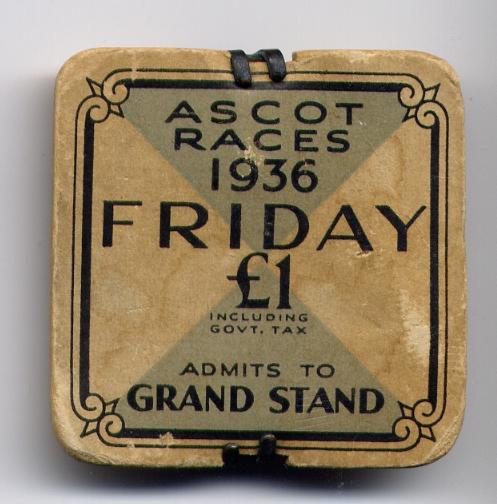 ASCOT
RACES
1936
FRIDAY
£1
INCLUDING
GOVT. TAX
ADMITS TO
GRAND STAND